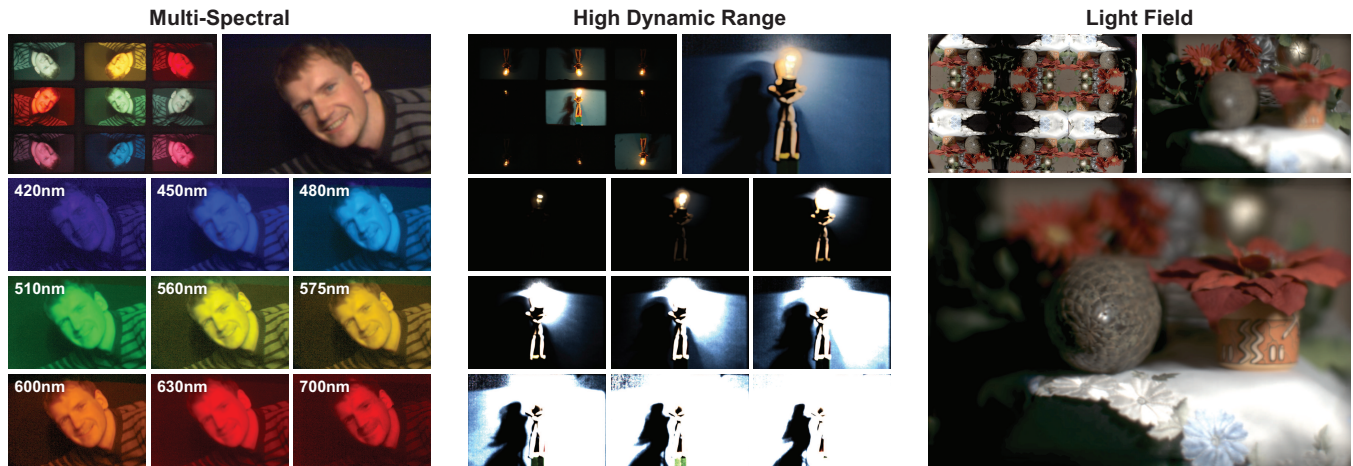 Multi-Spectral
High Dynamic Range
Light Field
420nm
450nm
480nm
510nm
560nm
575nm
600nm
630nm
700nm